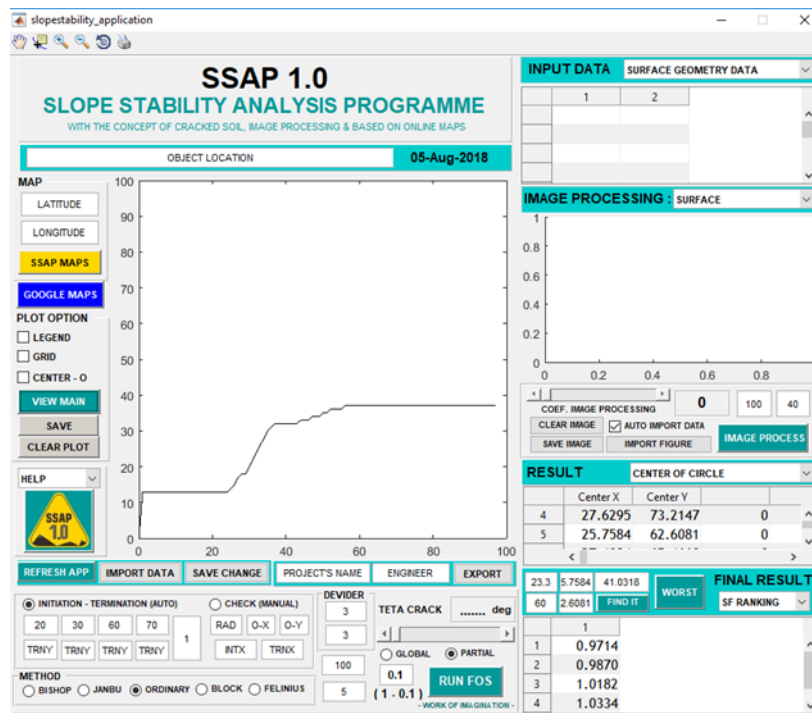 slopestability_application
SSAP 1.0
SLOPE STABILITY ANALYSIS PROGRAMME
WITH THE CONCEPT OF CRACKED SOIL, IMAGE PROCESSING & BASED ON ONLINE MAPS
OBJECT LOCATION
05-Aug-2018
MAP
LATITUDE
LONGITUDE
SSAP MAPS
GOOGLE MAPS
PLOT OPTION
LEGEND
GRID
CENTER - O
VIEW MAIN
SAVE
CLEAR PLOT
HELP
SSAP
1.0
100
90
80
70
60
50
40
30
20
10
0
0 20 40 60 80 100
REFRESH APP IMPORT DATA SAVE CHANGE PROJECT'S NAME ENGINEER EXPORT
INITIATION - TERMINATION (AUTO) CHECK (MANUAL)
20 30 60 70 1 RAD O-X O-Y
TRNY TRNY TRNY TRNY INTX TRNX
METHOD
BISHOP JANBU ORDINARY BLOCK FELINIUS
DEVIDER
3
3
100
5
TETA CRACK ....... deg
GLOBAL PARTIAL
0.1
( 1 - 0.1 )
RUN FOS
- WORK OF IMAGINATION -
INPUT DATA SURFACE GEOMETRY DATA
1 2
IMAGE PROCESSING : SURFACE
1
0.8
0.6
0.4
0.2
0
0 0.2 0.4 0.6 0.8
COEF. IMAGE PROCESSING 0 100 40
CLEAR IMAGE AUTO IMPORT DATA
SAVE IMAGE IMPORT FIGURE IMAGE PROCESS
RESULT CENTER OF CIRCLE
Center X Center Y
4 27.6295 73.2147 0
5 25.7584 62.6081 0
23.3 5.7584 41.0318 WORST FINAL RESULT
60 2.6081 FIND IT SF RANKING
1
1 0.9714
2 0.9870
3 1.0182
4 1.0334